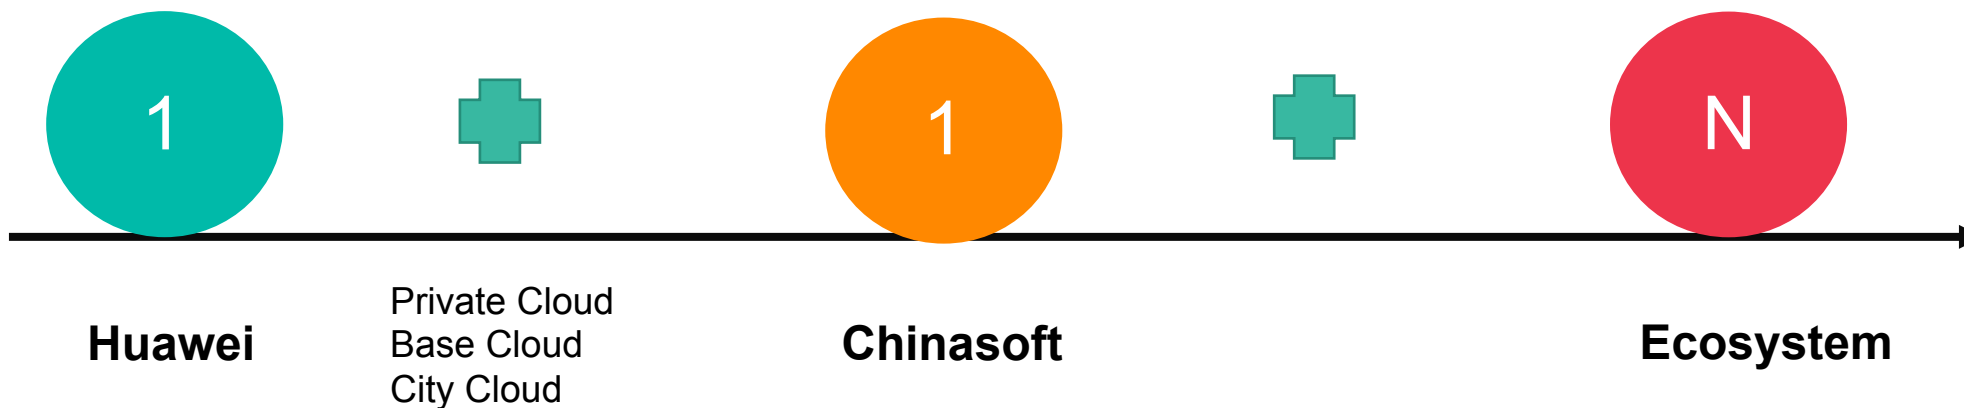 1
1
N
Huawei
Private Cloud
Base Cloud
City Cloud
Chinasoft
Ecosystem